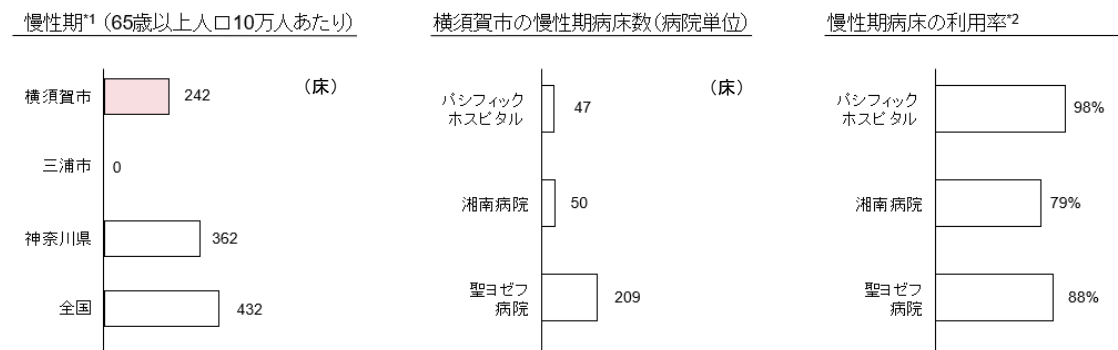 慢性期*1（65歳以上人口10万人あたり）
（床）
横須賀市
242
三浦市
0
神奈川県
362
全国
432
横須賀市の慢性期病床数（病院単位）
（床）
パシフィック
ホスピタル
47
湘南病院
50
聖ヨゼフ
病院
209
慢性期病床の利用率*2
パシフィック
ホスピタル
98%
湘南病院
79%
聖ヨゼフ
病院
88%